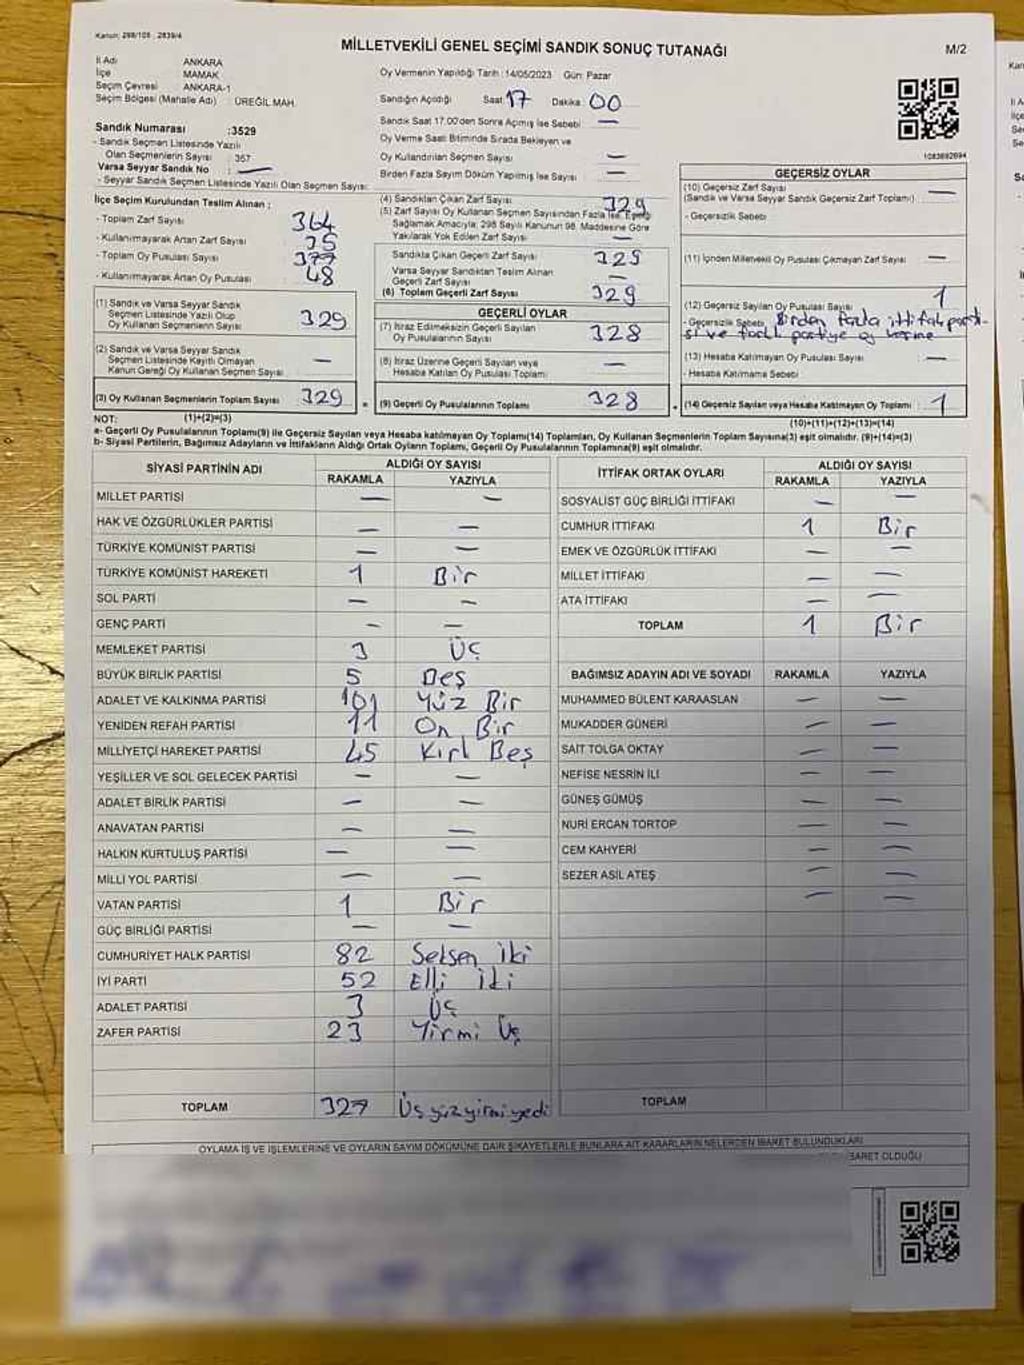 Kanun: 298/105 ; 2839/4
MİLLETVEKİLİ GENEL SEÇİMİ SANDIK SONUÇ TUTANAĞI
M/2
İl Adı ANKARA
İlçe MAMAK
Seçim Çevresi ANKARA-1
Seçim Bölgesi (Mahalle Adı) : ÜREĞİL MAH.
Oy Vermenin Yapıldığı Tarih : 14/05/2023 Gün: Pazar
Sandığın Açıldığı Saat 17 Dakika: 00
Sandık Saat 17.00'den Sonra Açmış İse Sebebi —
Oy Verme Saati Bitiminde Sırada Bekleyen ve
Oy Kullandırılan Seçmen Sayısı —
Birden Fazla Sayım Döküm Yapılmış İse Sayısı —
Sandık Numarası :3529
- Sandık Seçmen Listesinde Yazılı
Olan Seçmenlerin Sayısı : 357
Varsa Seyyar Sandık No : —
- Seyyar Sandık Seçmen Listesinde Yazılı Olan Seçmen Sayısı:
1083692694
İlçe Seçim Kurulundan Teslim Alınan :
- Toplam Zarf Sayısı 364
- Kullanılmayarak Artan Zarf Sayısı 35
- Toplam Oy Pusulası Sayısı 377
- Kullanılmayarak Artan Oy Pusulası 48
(1) Sandık ve Varsa Seyyar Sandık
Seçmen Listesinde Yazılı Olup
Oy Kullanan Seçmenlerin Sayısı 329
(2) Sandık ve Varsa Seyyar Sandık
Seçmen Listesinde Kayıtlı Olmayan
Kanun Gereği Oy Kullanan Seçmen Sayısı —
(3) Oy Kullanan Seçmenlerin Toplam Sayısı 329
(4) Sandıktan Çıkan Zarf Sayısı 329
(5) Zarf Sayısı Oy Kullanan Seçmen Sayısından Fazla İse, Eşitliği
Sağlamak Amacıyla; 298 Sayılı Kanunun 98. Maddesine Göre
Yakılarak Yok Edilen Zarf Sayısı —
Sandıkta Çıkan Geçerli Zarf Sayısı 329
Varsa Seyyar Sandıktan Teslim Alınan
Geçerli Zarf Sayısı —
(6) Toplam Geçerli Zarf Sayısı 329
GEÇERLİ OYLAR
(7) İtiraz Edilmeksizin Geçerli Sayılan
Oy Pusulalarının Sayısı 328
(8) İtiraz Üzerine Geçerli Sayılan veya
Hesaba Katılan Oy Pusulası Toplamı —
(9) Geçerli Oy Pusulalarının Toplamı 328
GEÇERSİZ OYLAR
(10) Geçersiz Zarf Sayısı —
(Sandık ve Varsa Seyyar Sandık Geçersiz Zarf Toplamı)
- Geçersizlik Sebebi
(11) İçinden Milletvekili Oy Pusulası Çıkmayan Zarf Sayısı —
(12) Geçersiz Sayılan Oy Pusulası Sayısı 1
- Geçersizlik Sebebi Birden fazla ittifak parti-
si ve farklı partiye oy
(13) Hesaba Katılmayan Oy Pusulası Sayısı —
- Hesaba Katılmama Sebebi
(14) Geçersiz Sayılan veya Hesaba Katılmayan Oy Toplamı 1
NOT: (1)+(2)=(3)
(10)+(11)+(12)+(13)=(14)
a- Geçerli Oy Pusulalarının Toplamı(9) ile Geçersiz Sayılan veya Hesaba katılmayan Oy Toplamı(14) Toplamları, Oy Kullanan Seçmenlerin Toplam Sayısına(3) eşit olmalıdır. (9)+(14)=(3)
b- Siyasi Partilerin, Bağımsız Adayların ve İttifakların Aldığı Ortak Oyların Toplamı, Geçerli Oy Pusulalarının Toplamına(9) eşit olmalıdır.
SİYASİ PARTİNİN ADI ALDIĞI OY SAYISI
RAKAMLA YAZIYLA
MİLLET PARTİSİ — —
HAK VE ÖZGÜRLÜKLER PARTİSİ — —
TÜRKİYE KOMÜNİST PARTİSİ — —
TÜRKİYE KOMÜNİST HAREKETİ 1 Bir
SOL PARTİ — —
GENÇ PARTİ — —
MEMLEKET PARTİSİ 3 Üç
BÜYÜK BİRLİK PARTİSİ 5 Beş
ADALET VE KALKINMA PARTİSİ 101 Yüz Bir
YENİDEN REFAH PARTİSİ 11 On Bir
MİLLİYETÇİ HAREKET PARTİSİ 45 Kırk Beş
YEŞİLLER VE SOL GELECEK PARTİSİ — —
ADALET BİRLİK PARTİSİ — —
ANAVATAN PARTİSİ — —
HALKIN KURTULUŞ PARTİSİ — —
MİLLİ YOL PARTİSİ — —
VATAN PARTİSİ 1 Bir
GÜÇ BİRLİĞİ PARTİSİ — —
CUMHURİYET HALK PARTİSİ 82 Seksen iki
İYİ PARTİ 52 Elli iki
ADALET PARTİSİ 3 Üç
ZAFER PARTİSİ 23 Yirmi Üç
TOPLAM 327 Üçyüzyirmiyedi
İTTİFAK ORTAK OYLARI ALDIĞI OY SAYISI
RAKAMLA YAZIYLA
SOSYALİST GÜÇ BİRLİĞİ İTTİFAKI — —
CUMHUR İTTİFAKI 1 Bir
EMEK VE ÖZGÜRLÜK İTTİFAKI — —
MİLLET İTTİFAKI — —
ATA İTTİFAKI — —
TOPLAM 1 Bir
BAĞIMSIZ ADAYIN ADI VE SOYADI RAKAMLA YAZIYLA
MUHAMMED BÜLENT KARAASLAN — —
MUKADDER GÜNERİ — —
SAİT TOLGA OKTAY — —
NEFİSE NESRİN İLİ — —
GÜNEŞ GÜMÜŞ — —
NURİ ERCAN TORTOP — —
CEM KAHYERİ — —
SEZER ASİL ATEŞ — —
— —
TOPLAM
OYLAMA İŞ VE İŞLEMLERİNE VE OYLARIN SAYIM DÖKÜMÜNE DAİR ŞİKAYETLERLE BUNLARA AİT KARARLARIN NELERDEN İBARET BULUNDUKLARI
İBARET OLDUĞU